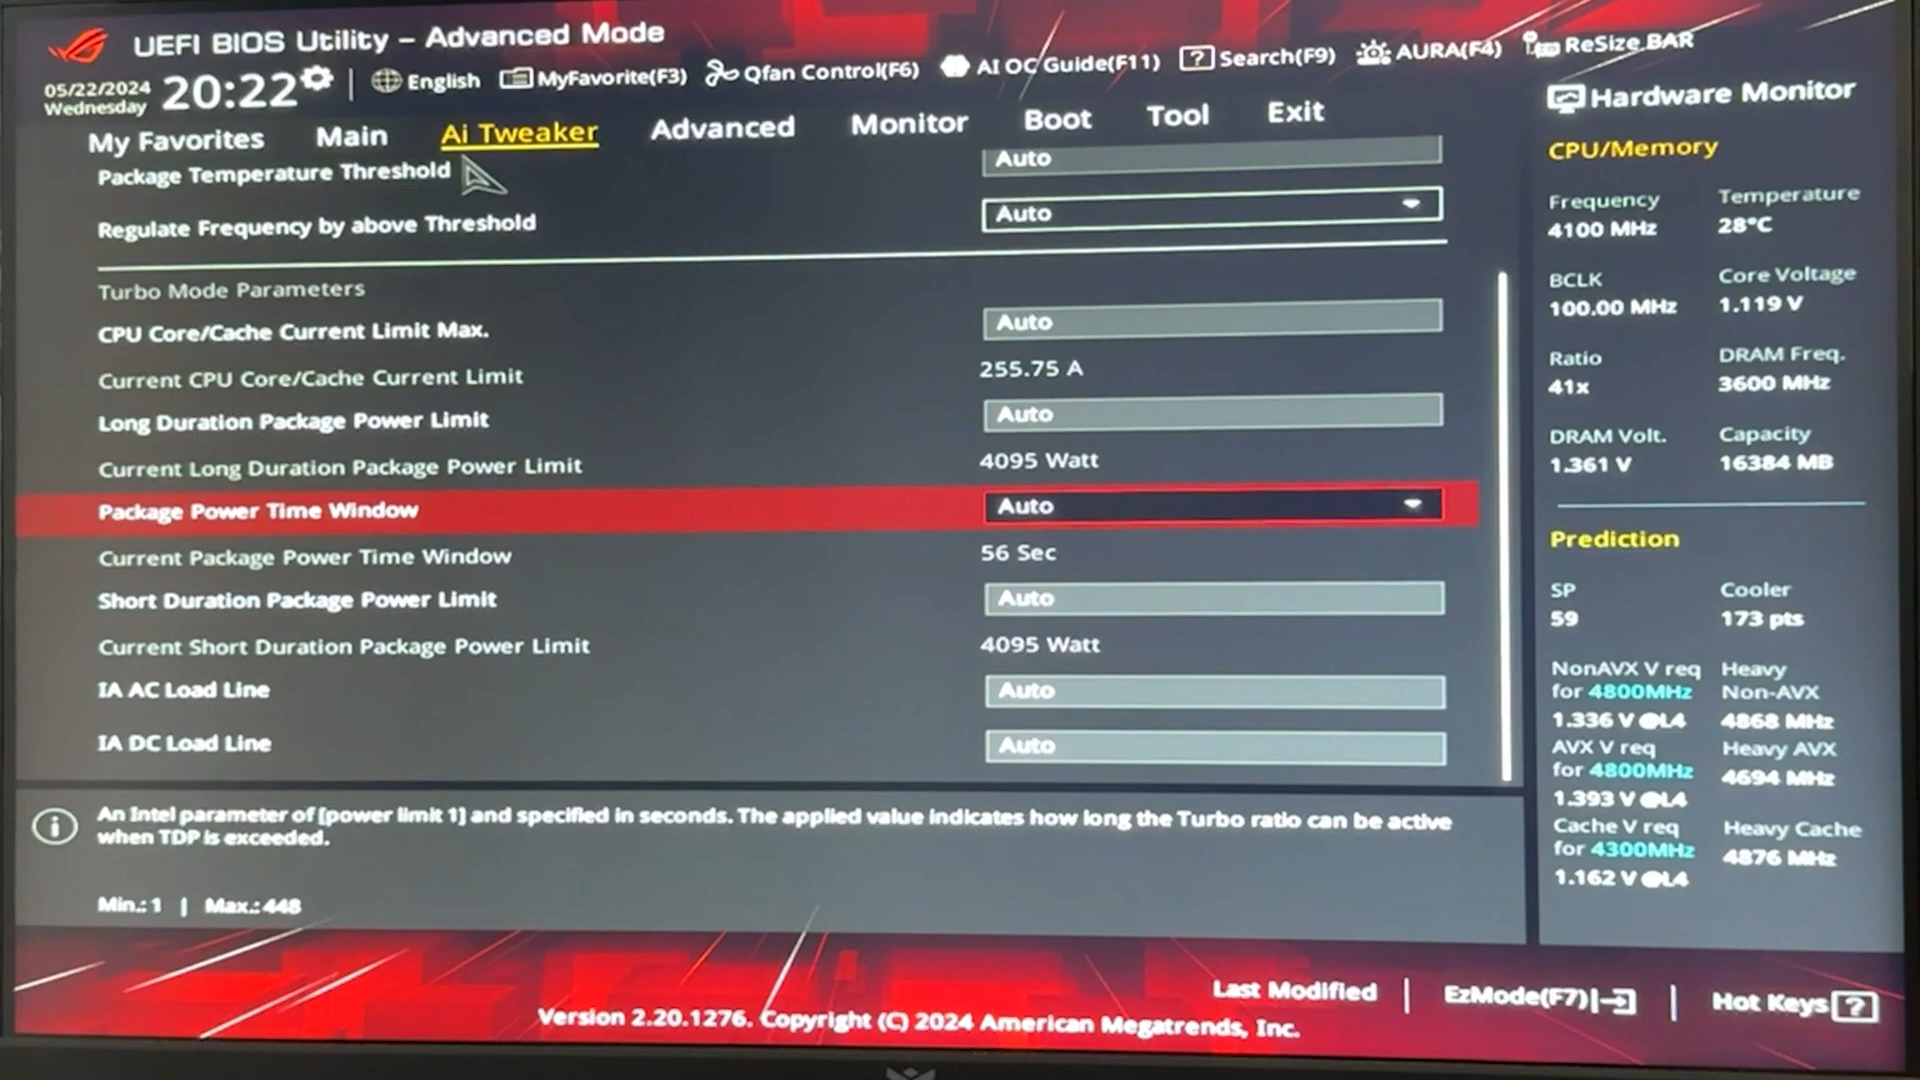 UEFI BIOS Utility – Advanced Mode
05/22/2024
Wednesday
20:22
English
MyFavorite(F3)
Qfan Control(F6)
AI OC Guide(F11)
Search(F9)
AURA(F4)
ReSize BAR
My Favorites
Main
Ai Tweaker
Advanced
Monitor
Boot
Tool
Exit
Package Temperature Threshold
Auto
Regulate Frequency by above Threshold
Auto
Turbo Mode Parameters
CPU Core/Cache Current Limit Max.
Auto
Current CPU Core/Cache Current Limit
255.75 A
Long Duration Package Power Limit
Auto
Current Long Duration Package Power Limit
4095 Watt
Package Power Time Window
Auto
Current Package Power Time Window
56 Sec
Short Duration Package Power Limit
Auto
Current Short Duration Package Power Limit
4095 Watt
IA AC Load Line
Auto
IA DC Load Line
Auto
An Intel parameter of [power limit 1] and specified in seconds. The applied value indicates how long the Turbo ratio can be active
when TDP is exceeded.
Min.: 1 | Max.: 448
Hardware Monitor
CPU/Memory
Frequency Temperature
4100 MHz 28°C
BCLK Core Voltage
100.00 MHz 1.119 V
Ratio DRAM Freq.
41x 3600 MHz
DRAM Volt. Capacity
1.361 V 16384 MB
Prediction
SP Cooler
59 173 pts
NonAVX V req Heavy
for 4800MHz Non-AVX
1.336 V @L4 4868 MHz
AVX V req Heavy AVX
for 4800MHz 4694 MHz
1.393 V @L4
Cache V req Heavy Cache
for 4300MHz 4876 MHz
1.162 V @L4
Last Modified | EzMode(F7) | Hot Keys ?
Version 2.20.1276. Copyright (C) 2024 American Megatrends, Inc.